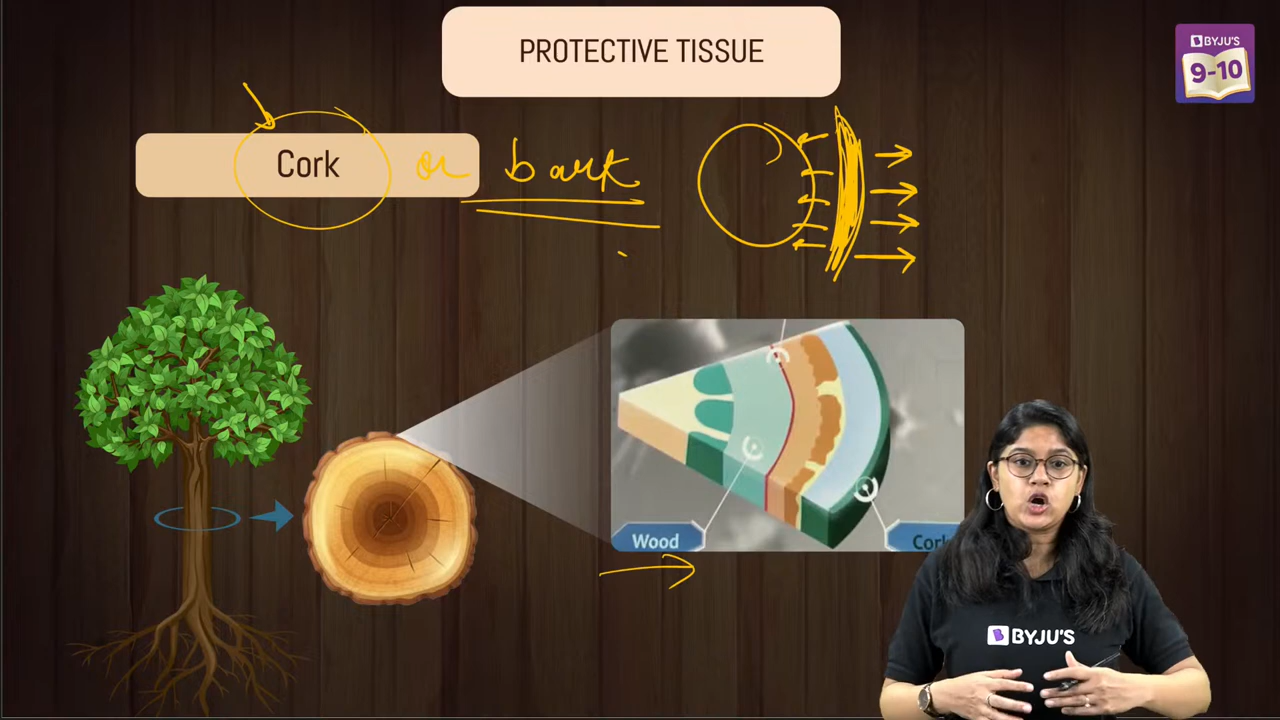 PROTECTIVE TISSUE
BYJU'S
9-10
Cork or bark
Wood
Cork
BYJU'S